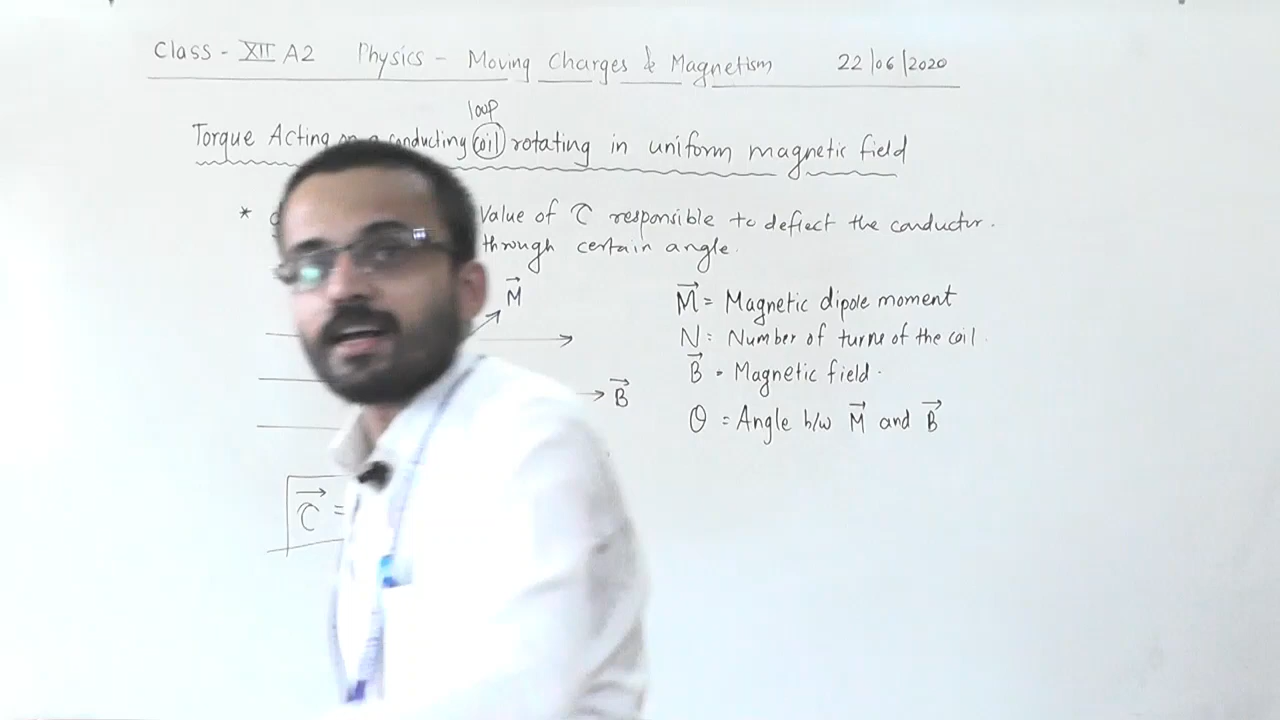 Class - XII A2 Physics - Moving Charges & Magnetism 22/06/2020
loop
Torque Acting on a conducting coil rotating in uniform magnetic field
* Value of τ responsible to deflect the conductor.
through certain angle.
M
M = Magnetic dipole moment
N = Number of turns of the coil.
B = Magnetic field.
B
θ = Angle b/w M and B
τ =